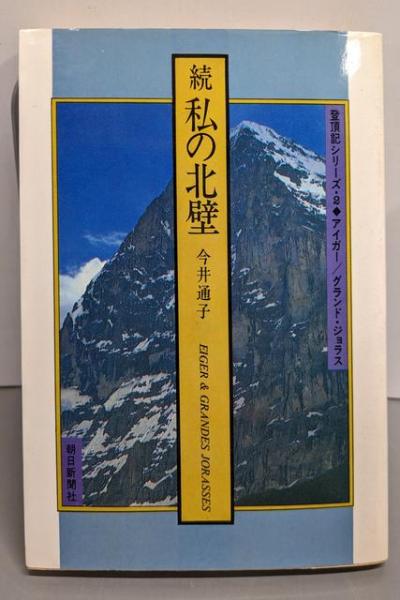 登頂記シリーズ・2◆アイガー/グランド・ジョラス
続 私の北壁
今井通子
EIGER & GRANDES JORASSES
朝日新聞社